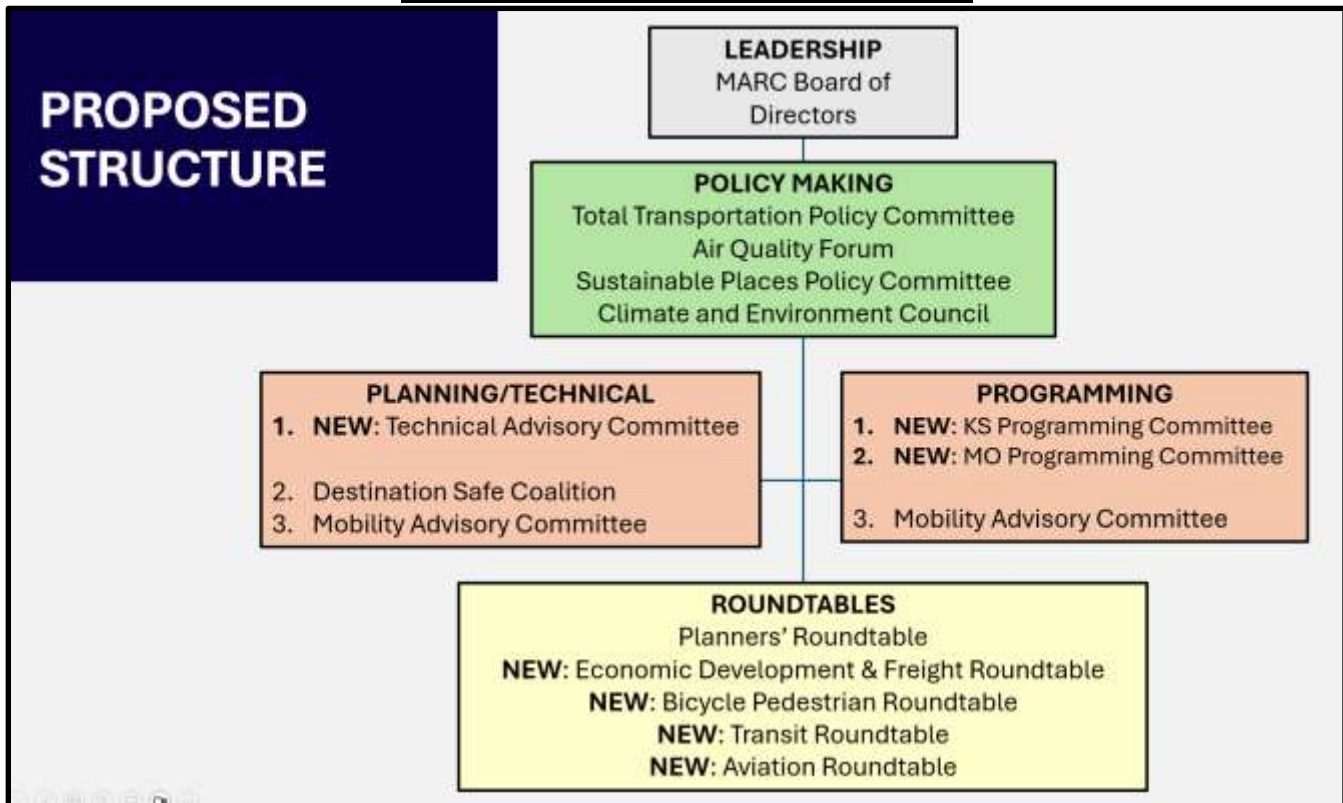 PROPOSED
STRUCTURE
LEADERSHIP
MARC Board of
Directors
POLICY MAKING
Total Transportation Policy Committee
Air Quality Forum
Sustainable Places Policy Committee
Climate and Environment Council
PLANNING/TECHNICAL
1. NEW: Technical Advisory Committee
2. Destination Safe Coalition
3. Mobility Advisory Committee
PROGRAMMING
1. NEW: KS Programming Committee
2. NEW: MO Programming Committee
3. Mobility Advisory Committee
ROUNDTABLES
Planners' Roundtable
NEW: Economic Development & Freight Roundtable
NEW: Bicycle Pedestrian Roundtable
NEW: Transit Roundtable
NEW: Aviation Roundtable